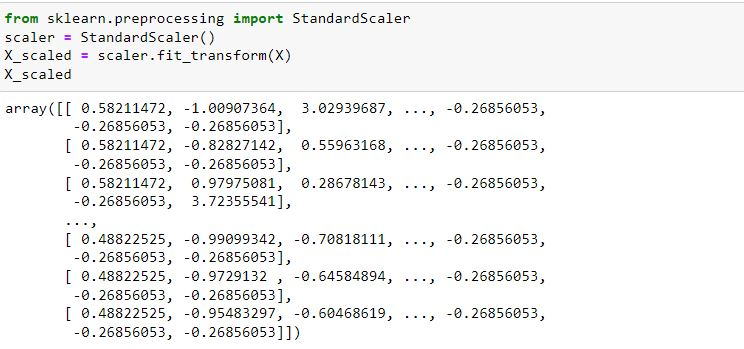 from sklearn.preprocessing import StandardScaler
scaler = StandardScaler()
X_scaled = scaler.fit_transform(X)
X_scaled
array([[ 0.58211472, -1.00907364,  3.02939687, ..., -0.26856053,
        -0.26856053, -0.26856053],
       [ 0.58211472, -0.82827142,  0.55963168, ..., -0.26856053,
        -0.26856053, -0.26856053],
       [ 0.58211472,  0.97975081,  0.28678143, ..., -0.26856053,
        -0.26856053,  3.72355541],
       ...,
       [ 0.48822525, -0.99099342, -0.70818111, ..., -0.26856053,
        -0.26856053, -0.26856053],
       [ 0.48822525, -0.9729132 , -0.64584894, ..., -0.26856053,
        -0.26856053, -0.26856053],
       [ 0.48822525, -0.95483297, -0.60468619, ..., -0.26856053,
        -0.26856053, -0.26856053]])